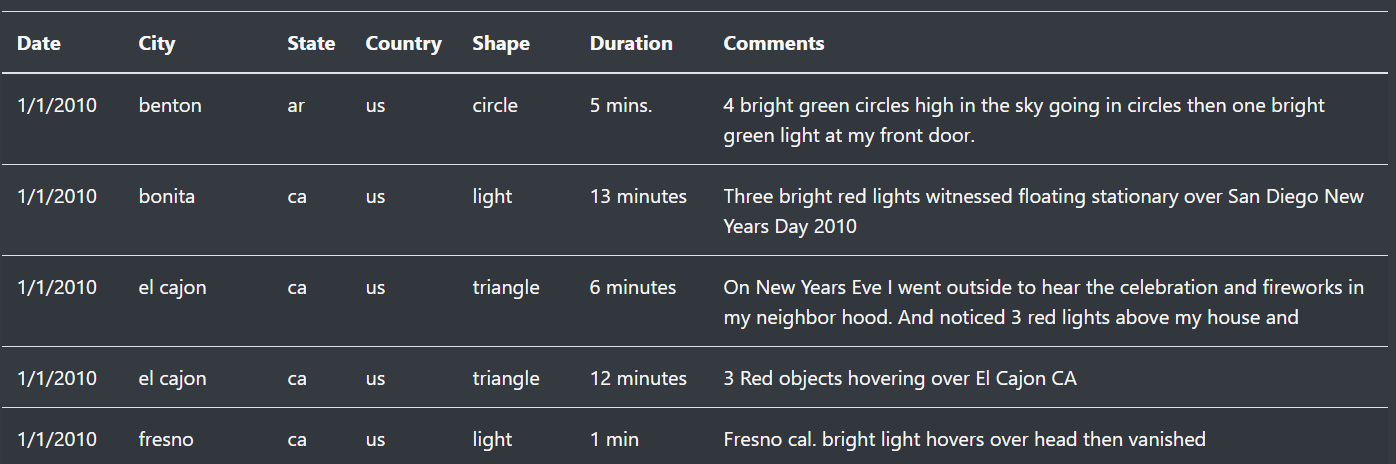 Date City State Country Shape Duration Comments
1/1/2010 benton ar us circle 5 mins. 4 bright green circles high in the sky going in circles then one bright
green light at my front door.
1/1/2010 bonita ca us light 13 minutes Three bright red lights witnessed floating stationary over San Diego New
Years Day 2010
1/1/2010 el cajon ca us triangle 6 minutes On New Years Eve I went outside to hear the celebration and fireworks in
my neighbor hood. And noticed 3 red lights above my house and
1/1/2010 el cajon ca us triangle 12 minutes 3 Red objects hovering over El Cajon CA
1/1/2010 fresno ca us light 1 min Fresno cal. bright light hovers over head then vanished